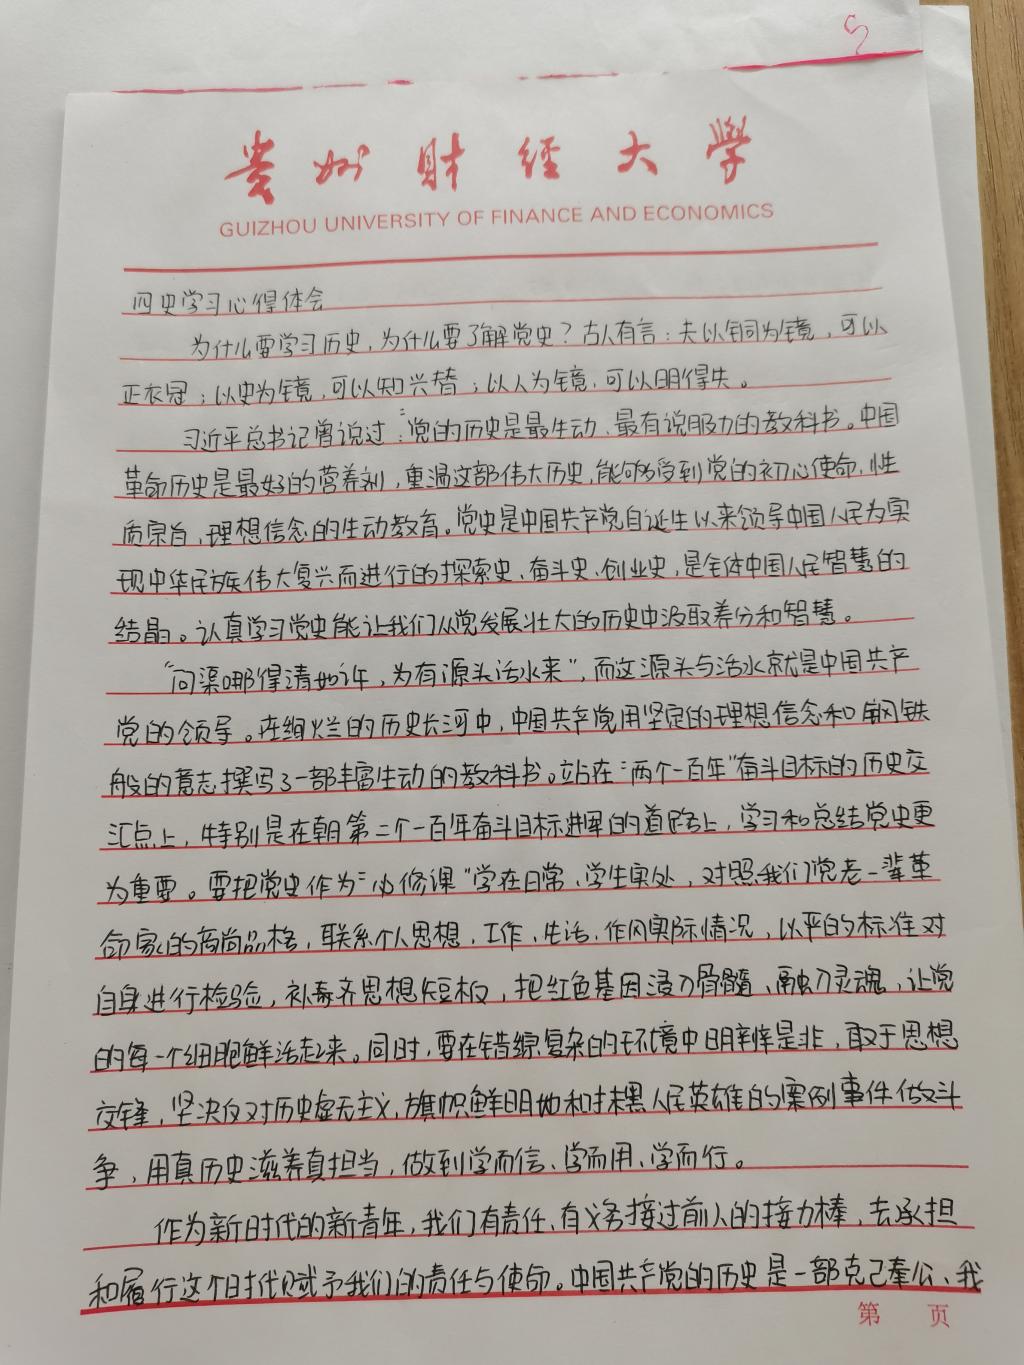 贵州财经大学
GUIZHOU UNIVERSITY OF FINANCE AND ECONOMICS
四史学习心得体会
为什么要学习历史，为什么要了解党史？古人有言：夫以铜为镜，可以
正衣冠；以史为镜，可以知兴替；以人为镜，可以明得失。
习近平总书记曾说过：“党的历史是最生动、最有说服力的教科书。中国
革命历史是最好的营养剂，重温这部伟大历史，能够受到党的初心使命，性
质宗旨、理想信念的生动教育。党史是中国共产党自诞生以来领导中国人民为实
现中华民族伟大复兴而进行的探索史、奋斗史、创业史，是全体中国人民智慧的
结晶。认真学习党史能让我们从党发展壮大的历史中汲取养分和智慧。
“问渠哪得清如许，为有源头活水来”，而这源头与活水就是中国共产
党的领导。在绚烂的历史长河中，中国共产党用坚定的理想信念和钢铁
般的意志撰写了一部丰富生动的教科书。站在“两个一百年”奋斗目标的历史交
汇点上，特别是在朝第二个一百年奋斗目标进军的道路上，学习和总结党史更
为重要。要把党史作为“必修课”学在日常、学生实处，对照我们党老一辈革
命家的高尚品格，联系个人思想，工作、生活、作风实际情况，以严的标准对
自身进行检验，补齐思想短板，把红色基因浸入骨髓、融入灵魂，让党
的每一个细胞鲜活起来。同时，要在错综复杂的环境中明辨是非，敢于思想
交锋，坚决反对历史虚无主义，旗帜鲜明地和抹黑人民英雄的案例事件做斗
争，用真历史滋养真担当，做到学而信、学而用、学而行。
作为新时代的新青年，我们有责任、有义务接过前人的接力棒，去承担
和履行这个时代赋予我们的责任与使命。中国共产党的历史是一部克己奉公、我
第 页